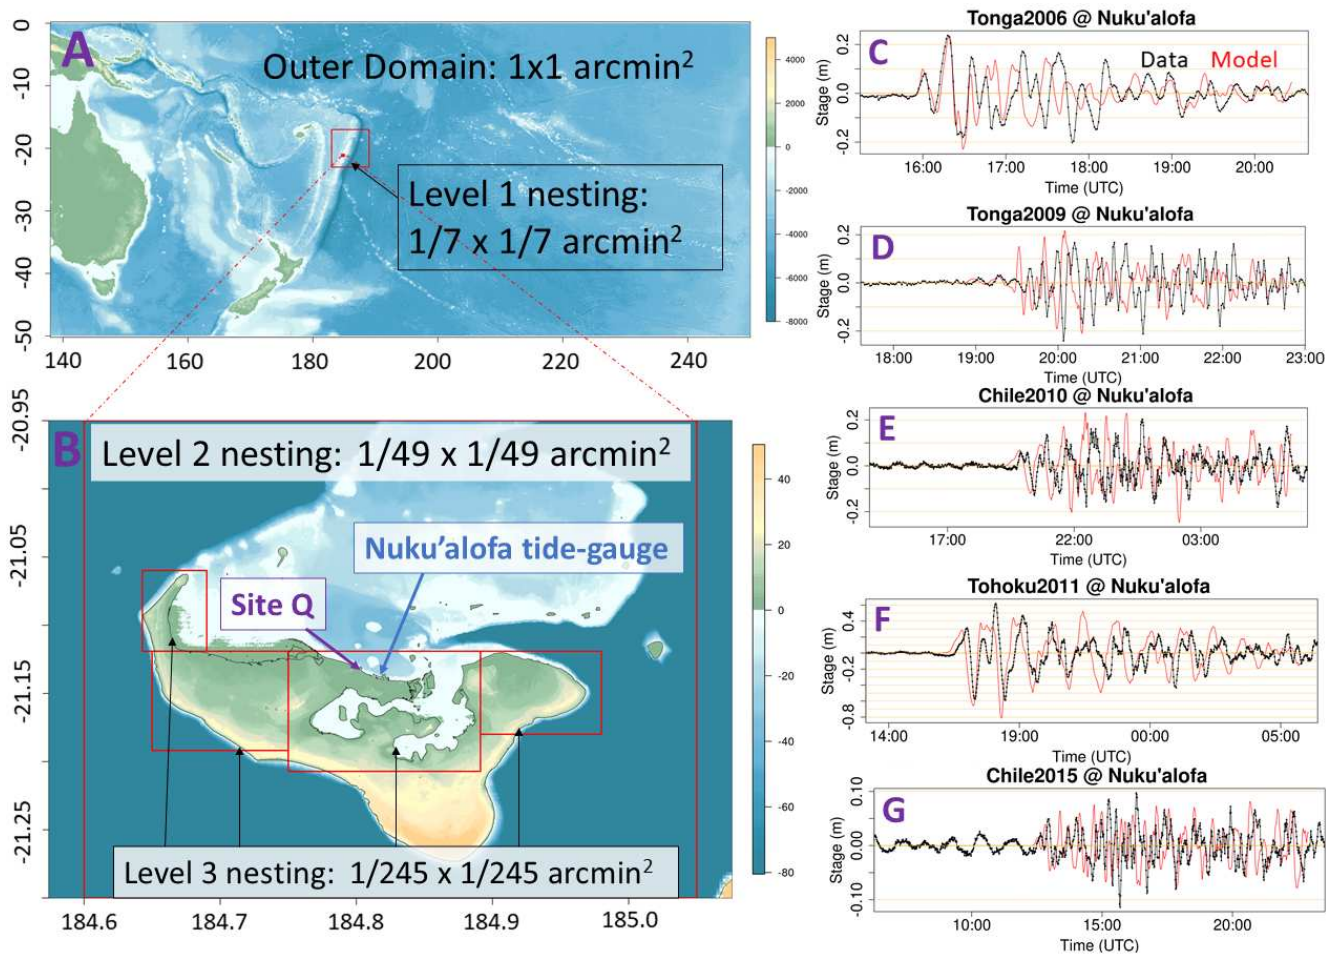 A
Outer Domain: 1x1 arcmin²
Level 1 nesting:
1/7 x 1/7 arcmin²
0
-10
-20
-30
-40
-50
140
160
180
200
220
240
4000
2000
0
-2000
-4000
-6000
-8000
B
Level 2 nesting: 1/49 x 1/49 arcmin²
Nuku'alofa tide-gauge
Site Q
Level 3 nesting: 1/245 x 1/245 arcmin²
-20.95
-21.05
-21.15
-21.25
184.6
184.7
184.8
184.9
185.0
40
20
0
-20
-40
-60
-80
Tonga2006 @ Nuku'alofa
C
Data Model
Stage (m)
0.2
0.0
-0.2
16:00
17:00
18:00
19:00
20:00
Time (UTC)
Tonga2009 @ Nuku'alofa
D
Stage (m)
0.2
0.0
-0.2
18:00
19:00
20:00
21:00
22:00
23:00
Time (UTC)
Chile2010 @ Nuku'alofa
E
Stage (m)
0.2
0.0
-0.2
17:00
22:00
03:00
Time (UTC)
Tohoku2011 @ Nuku'alofa
F
Stage (m)
0.4
-0.2
-0.8
14:00
19:00
00:00
05:00
Time (UTC)
Chile2015 @ Nuku'alofa
G
Stage (m)
0.10
0.00
-0.10
10:00
15:00
20:00
Time (UTC)